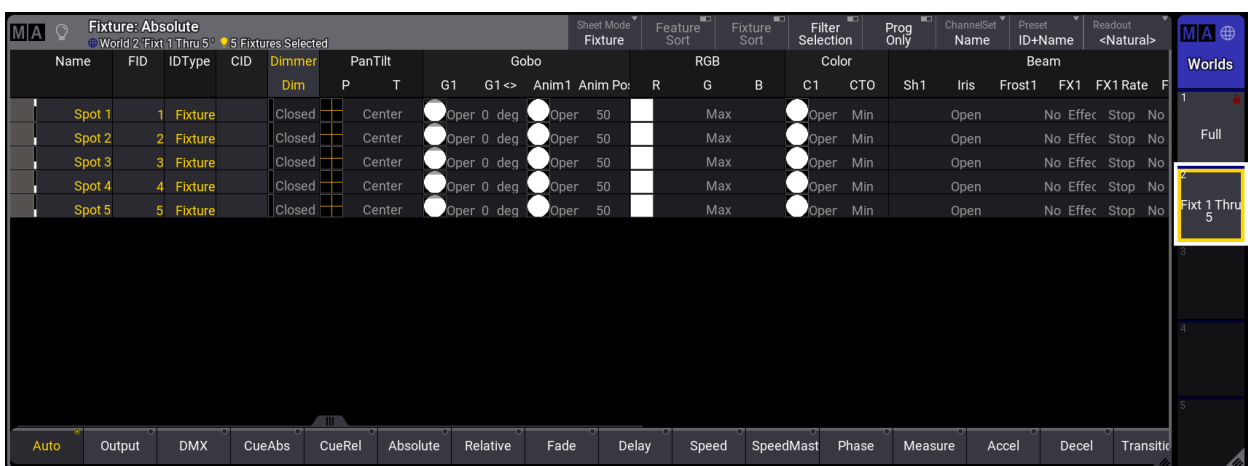 MA Fixture: Absolute
World 2 'Fixt 1 Thru 5' 5 Fixtures Selected
Sheet Mode Fixture
Feature Sort
Fixture Sort
Filter Selection
Prog Only
ChannelSet Name
Preset ID+Name
Readout <Natural>
Name FID IDType CID Dimmer PanTilt Gobo RGB Color Beam
Dim P T G1 G1<> Anim1 Anim Pos R G B C1 CTO Sh1 Iris Frost1 FX1 FX1 Rate F
Spot 1 1 Fixture Closed Center Oper 0 deg Oper 50 Max Oper Min Open No Effec Stop No
Spot 2 2 Fixture Closed Center Oper 0 deg Oper 50 Max Oper Min Open No Effec Stop No
Spot 3 3 Fixture Closed Center Oper 0 deg Oper 50 Max Oper Min Open No Effec Stop No
Spot 4 4 Fixture Closed Center Oper 0 deg Oper 50 Max Oper Min Open No Effec Stop No
Spot 5 5 Fixture Closed Center Oper 0 deg Oper 50 Max Oper Min Open No Effec Stop No
Auto Output DMX CueAbs CueRel Absolute Relative Fade Delay Speed SpeedMast Phase Measure Accel Decel Transitic
MA
Worlds
1
Full
2
Fixt 1 Thru
5
3
4
5